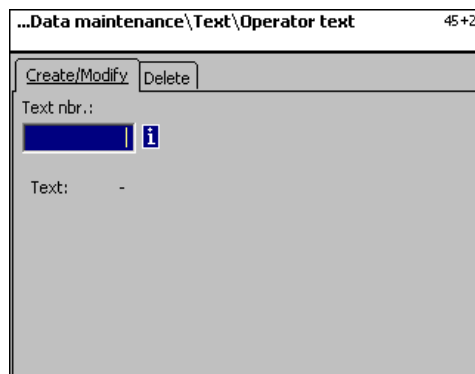 ...Data maintenance\Text\Operator text 45+2
Create/Modify Delete
Text nbr.:
i
Text: -